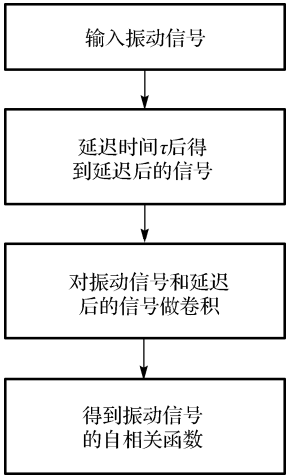 输入振动信号
延迟时间τ后得
到延迟后的信号
对振动信号和延迟
后的信号做卷积
得到振动信号
的自相关函数